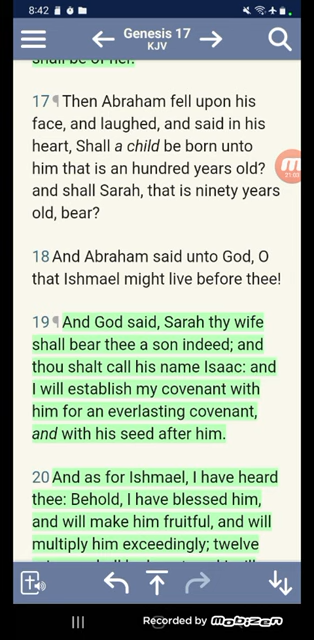 8:42
Genesis 17
KJV
shall be of her.
17¶Then Abraham fell upon his
face, and laughed, and said in his
heart, Shall a child be born unto
him that is an hundred years old?
and shall Sarah, that is ninety years
old, bear?
18 And Abraham said unto God, O
that Ishmael might live before thee!
19¶And God said, Sarah thy wife
shall bear thee a son indeed; and
thou shalt call his name Isaac: and
I will establish my covenant with
him for an everlasting covenant,
and with his seed after him.
20 And as for Ishmael, I have heard
thee: Behold, I have blessed him,
and will make him fruitful, and will
multiply him exceedingly; twelve
Recorded by Mobizen